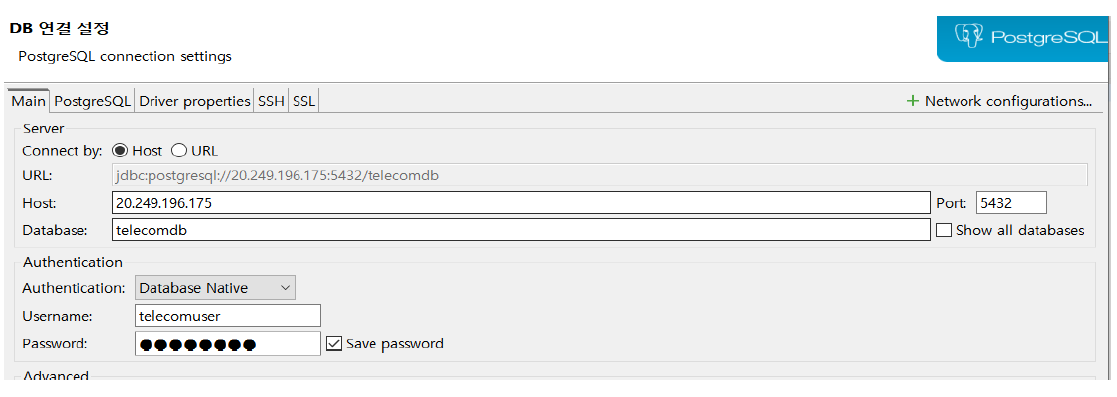 DB 연결 설정
PostgreSQL connection settings
PostgreSQL
Main PostgreSQL Driver properties SSH SSL + Network configurations...
Server
Connect by: Host URL
URL: jdbc:postgresql://20.249.196.175:5432/telecomdb
Host: 20.249.196.175 Port: 5432
Database: telecomdb Show all databases
Authentication
Authentication: Database Native
Username: telecomuser
Password: ●●●●●●●● Save password
Advanced